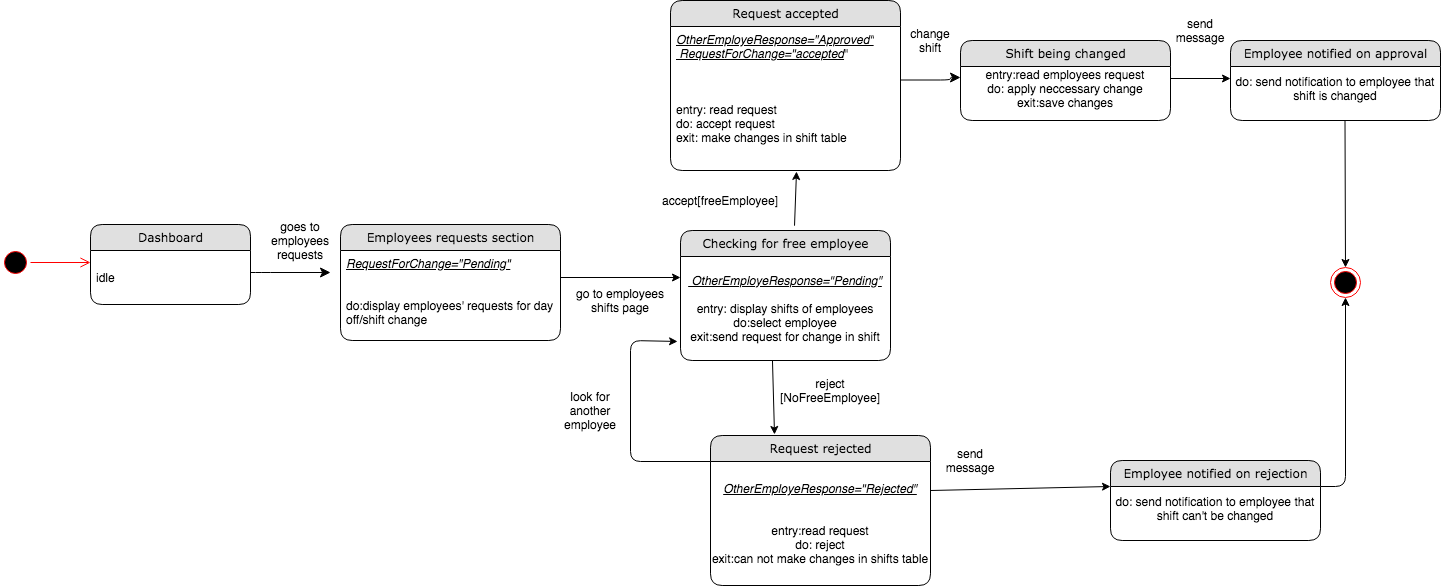 Request accepted
OtherEmployeResponse="Approved"
RequestForChange="accepted"
entry: read request
do: accept request
exit: make changes in shift table
change
shift
Shift being changed
entry:read employees request
do: apply neccessary change
exit:save changes
send
message
Employee notified on approval
do: send notification to employee that
shift is changed
accept[freeEmployee]
Dashboard
idle
goes to
employees
requests
Employees requests section
RequestForChange="Pending"
do:display employees' requests for day
off/shift change
go to employees
shifts page
Checking for free employee
OtherEmployeResponse="Pending"
entry: display shifts of employees
do:select employee
exit:send request for change in shift
look for
another
employee
reject
[NoFreeEmployee]
Request rejected
OtherEmployeResponse="Rejected"
entry:read request
do: reject
exit:can not make changes in shifts table
send
message
Employee notified on rejection
do: send notification to employee that
shift can't be changed